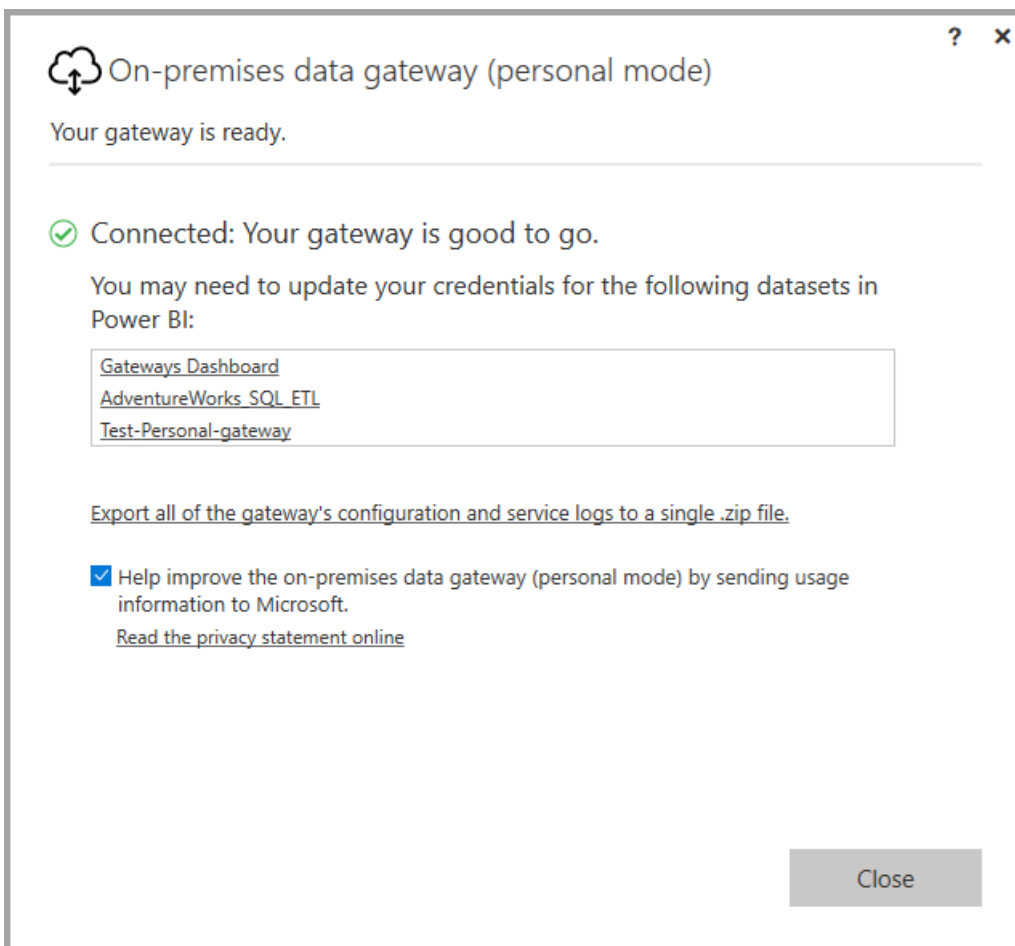 ?
×
On-premises data gateway (personal mode)
Your gateway is ready.
Connected: Your gateway is good to go.
You may need to update your credentials for the following datasets in
Power BI:
Gateways Dashboard
AdventureWorks_SQL_ETL
Test-Personal-gateway
Export all of the gateway's configuration and service logs to a single .zip file.
Help improve the on-premises data gateway (personal mode) by sending usage
information to Microsoft.
Read the privacy statement online
Close